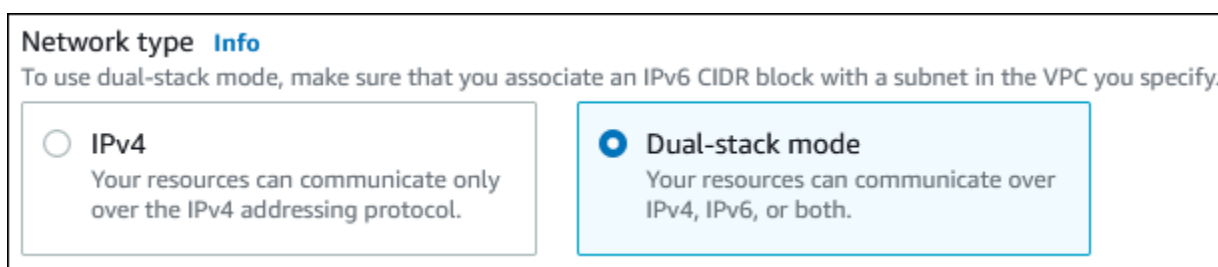 Network type Info
To use dual-stack mode, make sure that you associate an IPv6 CIDR block with a subnet in the VPC you specify.
IPv4
Your resources can communicate only
over the IPv4 addressing protocol.
Dual-stack mode
Your resources can communicate over
IPv4, IPv6, or both.